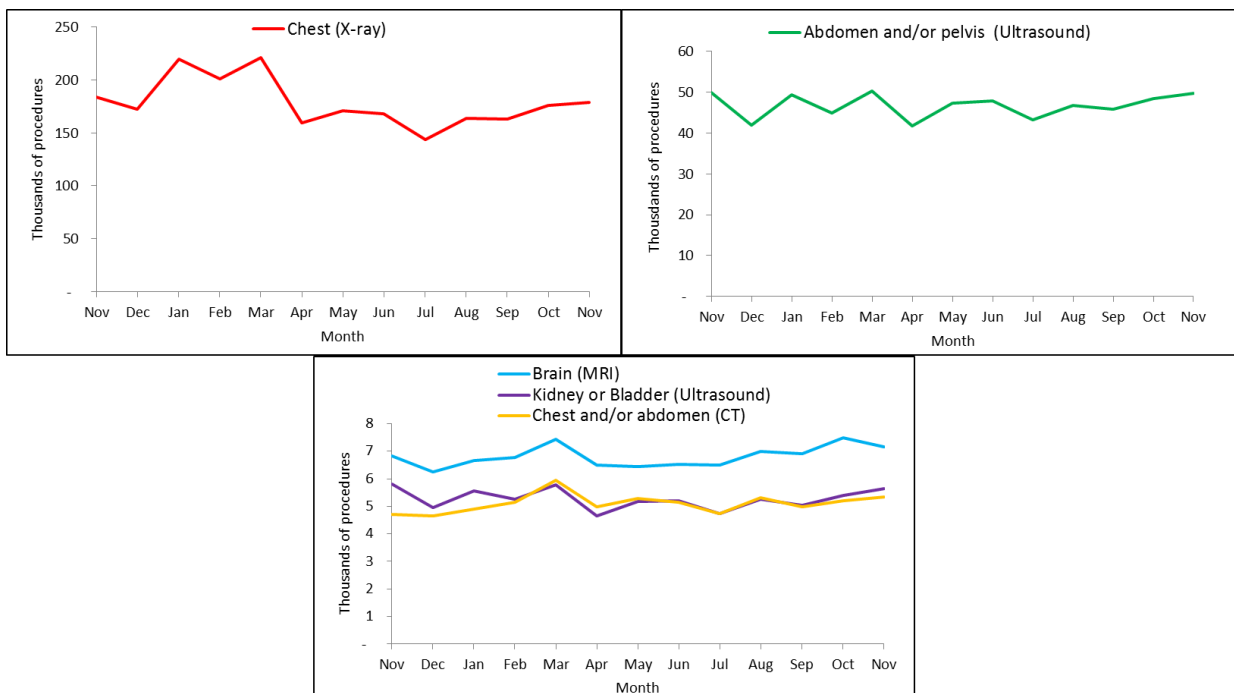 Chest (X-ray)
Thousands of procedures
250
200
150
100
50
-
Nov Dec Jan Feb Mar Apr May Jun Jul Aug Sep Oct Nov
Month
Abdomen and/or pelvis (Ultrasound)
Thousdands of procedures
60
50
40
30
20
10
-
Nov Dec Jan Feb Mar Apr May Jun Jul Aug Sep Oct Nov
Month
Brain (MRI)
Kidney or Bladder (Ultrasound)
Chest and/or abdomen (CT)
Thousands of procedures
8
7
6
5
4
3
2
1
-
Nov Dec Jan Feb Mar Apr May Jun Jul Aug Sep Oct Nov
Month